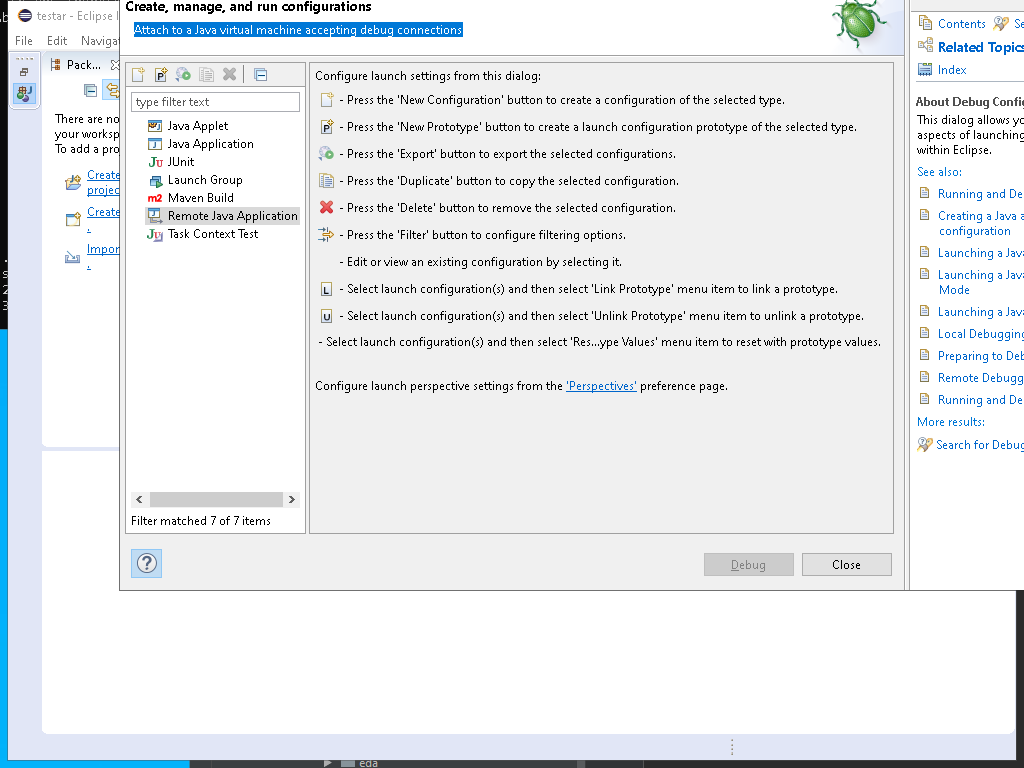 testar - Eclipse
File Edit Navigat
Pack...
There are no
your worksp
To add a pro
Create
projec
Create
.
Impor
.
Create, manage, and run configurations
Attach to a Java virtual machine accepting debug connections
type filter text
Java Applet
Java Application
JUnit
Launch Group
Maven Build
Remote Java Application
Task Context Test
Filter matched 7 of 7 items
Configure launch settings from this dialog:
- Press the 'New Configuration' button to create a configuration of the selected type.
- Press the 'New Prototype' button to create a launch configuration prototype of the selected type.
- Press the 'Export' button to export the selected configurations.
- Press the 'Duplicate' button to copy the selected configuration.
- Press the 'Delete' button to remove the selected configuration.
- Press the 'Filter' button to configure filtering options.
- Edit or view an existing configuration by selecting it.
- Select launch configuration(s) and then select 'Link Prototype' menu item to link a prototype.
- Select launch configuration(s) and then select 'Unlink Prototype' menu item to unlink a prototype.
- Select launch configuration(s) and then select 'Res...ype Values' menu item to reset with prototype values.
Configure launch perspective settings from the 'Perspectives' preference page.
Debug Close
Contents Se
Related Topics
Index
About Debug Config
This dialog allows yo
aspects of launching
within Eclipse.
See also:
Running and De
Creating a Java a
configuration
Launching a Java
Launching a Java
Mode
Launching a Java
Local Debugging
Preparing to Deb
Remote Debugg
Running and De
More results:
Search for Debug
eda